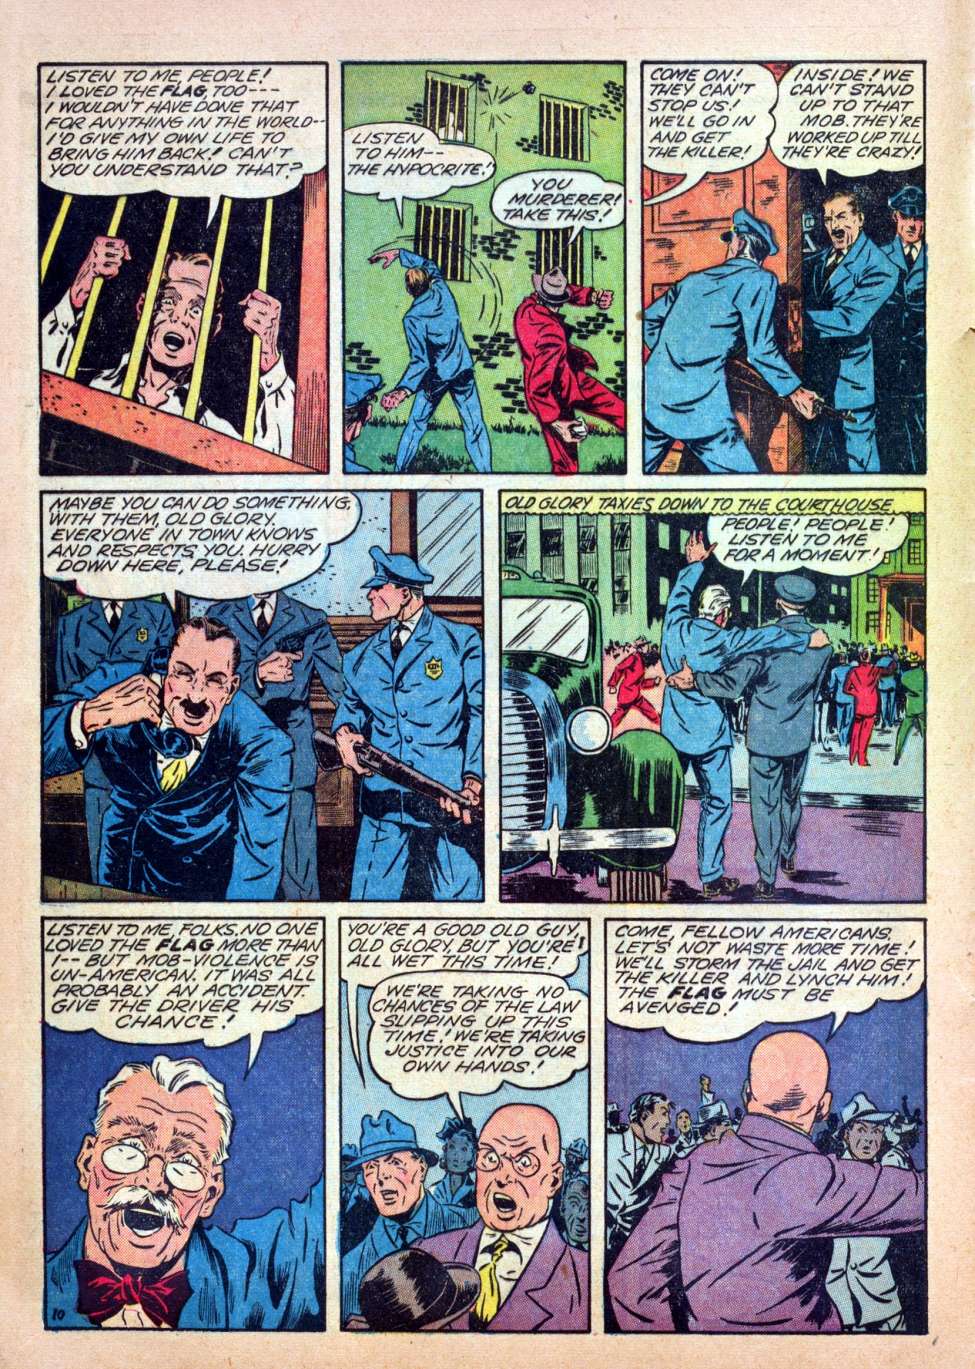 LISTEN TO ME, PEOPLE!
I LOVED THE FLAG, TOO----
I WOULDN'T HAVE DONE THAT
FOR ANYTHING IN THE WORLD--
I'D GIVE MY OWN LIFE TO
BRING HIM BACK! CAN'T
YOU UNDERSTAND THAT?
LISTEN
TO HIM--
THE HYPOCRITE!
YOU
MURDERER!
TAKE THIS!
COME ON!
THEY CAN'T
STOP US!
WE'LL GO IN
AND GET
THE KILLER!
INSIDE! WE
CAN'T STAND
UP TO THAT
MOB. THEY'RE
WORKED UP TILL
THEY'RE CRAZY!
MAYBE YOU CAN DO SOMETHING
WITH THEM, OLD GLORY.
EVERYONE IN TOWN KNOWS
AND RESPECTS YOU. HURRY
DOWN HERE, PLEASE!
OLD GLORY TAXIES DOWN TO THE COURTHOUSE.
PEOPLE! PEOPLE!
LISTEN TO ME
FOR A MOMENT!
LISTEN TO ME, FOLKS. NO ONE
LOVED THE FLAG MORE THAN
I-- BUT MOB-VIOLENCE IS
UN-AMERICAN. IT WAS ALL
PROBABLY AN ACCIDENT.
GIVE THE DRIVER HIS
CHANCE!
YOU'RE A GOOD OLD GUY,
OLD GLORY, BUT YOU'RE
ALL WET THIS TIME!
WE'RE TAKING NO
CHANCES OF THE LAW
SLIPPING UP THIS
TIME! WE'RE TAKING
JUSTICE INTO OUR
OWN HANDS!
COME, FELLOW AMERICANS.
LET'S NOT WASTE MORE TIME!
WE'LL STORM THE JAIL AND GET
THE KILLER AND LYNCH HIM!
THE FLAG MUST BE
AVENGED!
10